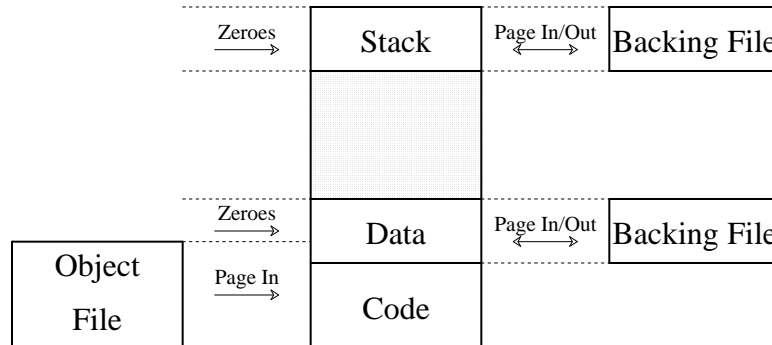 Zeroes
Stack
Page In/Out
Backing File
Zeroes
Data
Page In/Out
Backing File
Object
File
Page In
Code